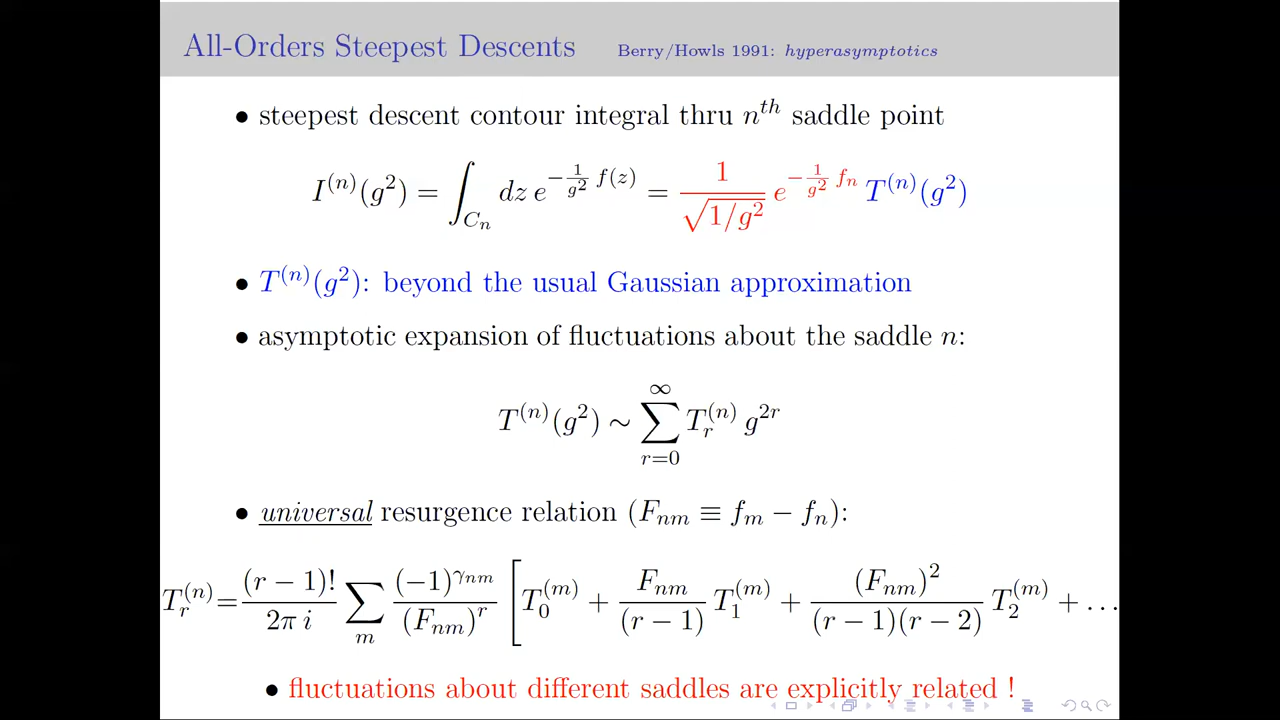 All-Orders Steepest Descents Berry/Howls 1991: hyperasymptotics
• steepest descent contour integral thru n^{th} saddle point
I^{(n)}(g^2) = ∫_{C_n} dz e^{-\frac{1}{g^2} f(z)} = \frac{1}{\sqrt{1/g^2}} e^{-\frac{1}{g^2} f_n} T^{(n)}(g^2)
• T^{(n)}(g^2): beyond the usual Gaussian approximation
• asymptotic expansion of fluctuations about the saddle n:
T^{(n)}(g^2) ∼ \sum_{r=0}^{∞} T_r^{(n)} g^{2r}
• universal resurgence relation (F_{nm} ≡ f_m − f_n):
T_r^{(n)} = \frac{(r − 1)!}{2π i} \sum_m \frac{(−1)^{γ_{nm}}}{(F_{nm})^r} [ T_0^{(m)} + \frac{F_{nm}}{(r − 1)} T_1^{(m)} + \frac{(F_{nm})^2}{(r − 1)(r − 2)} T_2^{(m)} + …
• fluctuations about different saddles are explicitly related !